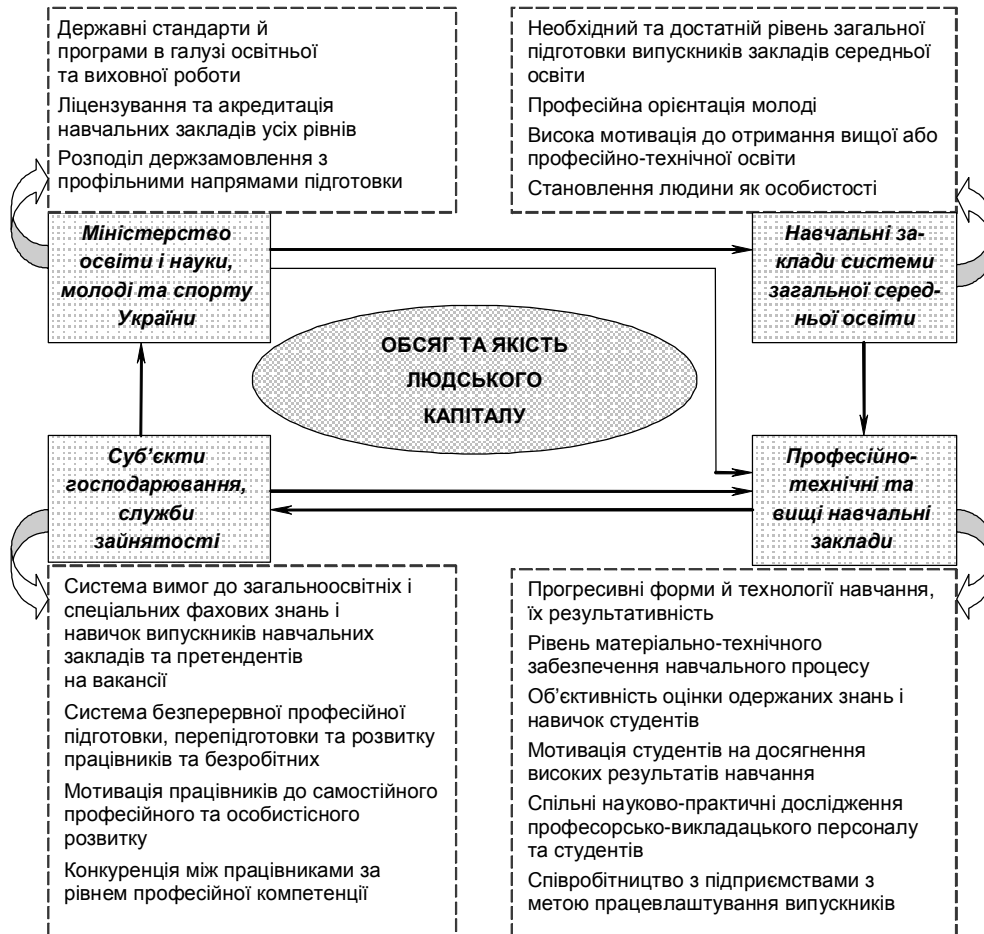 Державні стандарти й
програми в галузі освітньої
та виховної роботи
Ліцензування та акредитація
навчальних закладів усіх рівнів
Розподіл держзамовлення з
профільними напрямами підготовки
Необхідний та достатній рівень загальної
підготовки випускників закладів середньої
освіти
Професійна орієнтація молоді
Висока мотивація до отримання вищої або
професійно-технічної освіти
Становлення людини як особистості
Міністерство
освіти і науки,
молоді та спорту
України
Навчальні за-
клади системи
загальної серед-
ньої освіти
ОБСЯГ ТА ЯКІСТЬ
ЛЮДСЬКОГО
КАПІТАЛУ
Суб’єкти
господарювання,
служби
зайнятості
Професійно-
технічні та
вищі навчальні
заклади
Система вимог до загальноосвітніх і
спеціальних фахових знань і
навичок випускників навчальних
закладів та претендентів
на вакансії
Система безперервної професійної
підготовки, перепідготовки та розвитку
працівників та безробітних
Мотивація працівників до самостійного
професійного та особистісного
розвитку
Конкуренція між працівниками за
рівнем професійної компетенції
Прогресивні форми й технології навчання,
їх результативність
Рівень матеріально-технічного
забезпечення навчального процесу
Об’єктивність оцінки одержаних знань і
навичок студентів
Мотивація студентів на досягнення
високих результатів навчання
Спільні науково-практичні дослідження
професорсько-викладацького персоналу
та студентів
Співробітництво з підприємствами з
метою працевлаштування випускників